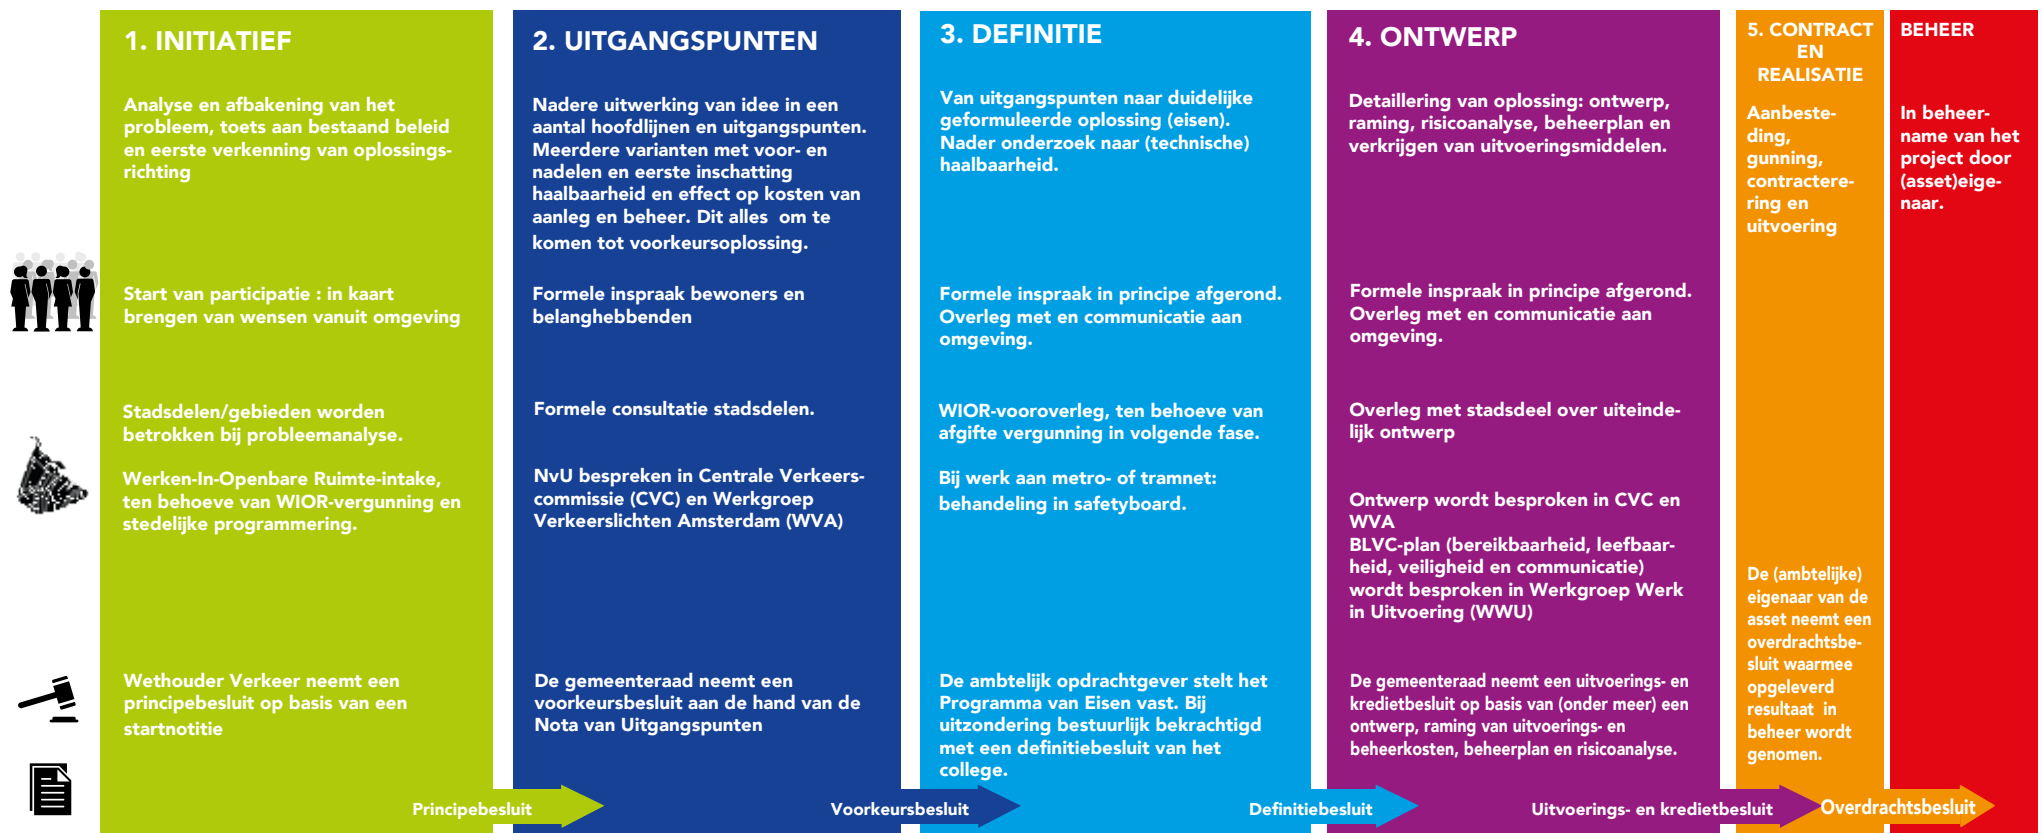 1. INITIATIEF
Analyse en afbakening van het
probleem, toets aan bestaand beleid
en eerste verkenning van oplossings-
richting
Start van participatie : in kaart
brengen van wensen vanuit omgeving
Stadsdelen/gebieden worden
betrokken bij probleemanalyse.
Werken-In-Openbare Ruimte-intake,
ten behoeve van WIOR-vergunning en
stedelijke programmering.
Wethouder Verkeer neemt een
principebesluit op basis van een
startnotitie
Principebesluit
2. UITGANGSPUNTEN
Nadere uitwerking van idee in een
aantal hoofdlijnen en uitgangspunten.
Meerdere varianten met voor- en
nadelen en eerste inschatting
haalbaarheid en effect op kosten van
aanleg en beheer. Dit alles  om te
komen tot voorkeursoplossing.
Formele inspraak bewoners en
belanghebbenden
Formele consultatie stadsdelen.
NvU bespreken in Centrale Verkeers-
commissie (CVC) en Werkgroep
Verkeerslichten Amsterdam (WVA)
De gemeenteraad neemt een
voorkeursbesluit aan de hand van de
Nota van Uitgangspunten
Voorkeursbesluit
3. DEFINITIE
Van uitgangspunten naar duidelijke
geformuleerde oplossing (eisen).
Nader onderzoek naar (technische)
haalbaarheid.
Formele inspraak in principe afgerond.
Overleg met en communicatie aan
omgeving.
WIOR-vooroverleg, ten behoeve van
afgifte vergunning in volgende fase.
Bij werk aan metro- of tramnet:
behandeling in safetyboard.
De ambtelijk opdrachtgever stelt het
Programma van Eisen vast. Bij
uitzondering bestuurlijk bekrachtigd
met een definitiebesluit van het
college.
Definitiebesluit
4. ONTWERP
Detaillering van oplossing: ontwerp,
raming, risicoanalyse, beheerplan en
verkrijgen van uitvoeringsmiddelen.
Formele inspraak in principe afgerond.
Overleg met en communicatie aan
omgeving.
Overleg met stadsdeel over uiteinde-
lijk ontwerp
Ontwerp wordt besproken in CVC en
WVA
BLVC-plan (bereikbaarheid, leefbaar-
heid, veiligheid en communicatie)
wordt besproken in Werkgroep Werk
in Uitvoering (WWU)
De gemeenteraad neemt een uitvoerings- en
kredietbesluit op basis van (onder meer) een
ontwerp, raming van uitvoerings- en
beheerkosten, beheerplan en risicoanalyse.
Uitvoerings- en kredietbesluit
5. CONTRACT
EN
REALISATIE
Aanbeste-
ding,
gunning,
contractere-
ring en
uitvoering
De (ambtelijke)
eigenaar van de
asset neemt een
overdrachtsbe-
sluit waarmee
opgeleverd
resultaat  in
beheer wordt
genomen.
Overdrachtsbesluit
BEHEER
In beheer-
name van het
project door
(asset)eige-
naar.